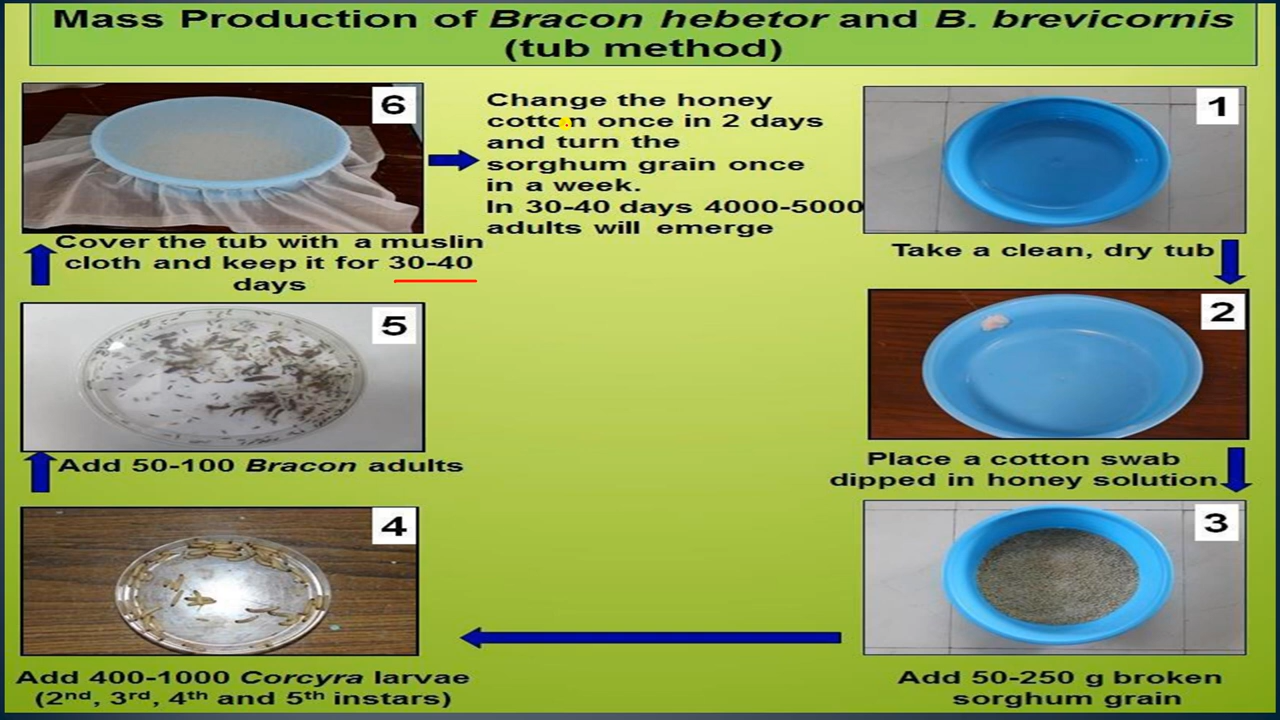 Mass Production of Bracon hebetor and B. brevicornis
(tub method)
1
Take a clean, dry tub
2
Place a cotton swab
dipped in honey solution
3
Add 50-250 g broken
sorghum grain
4
Add 400-1000 Corcyra larvae
(2nd, 3rd, 4th and 5th instars)
5
Add 50-100 Bracon adults
6
Cover the tub with a muslin
cloth and keep it for 30-40
days
Change the honey
cotton once in 2 days
and turn the
sorghum grain once
in a week.
In 30-40 days 4000-5000
adults will emerge